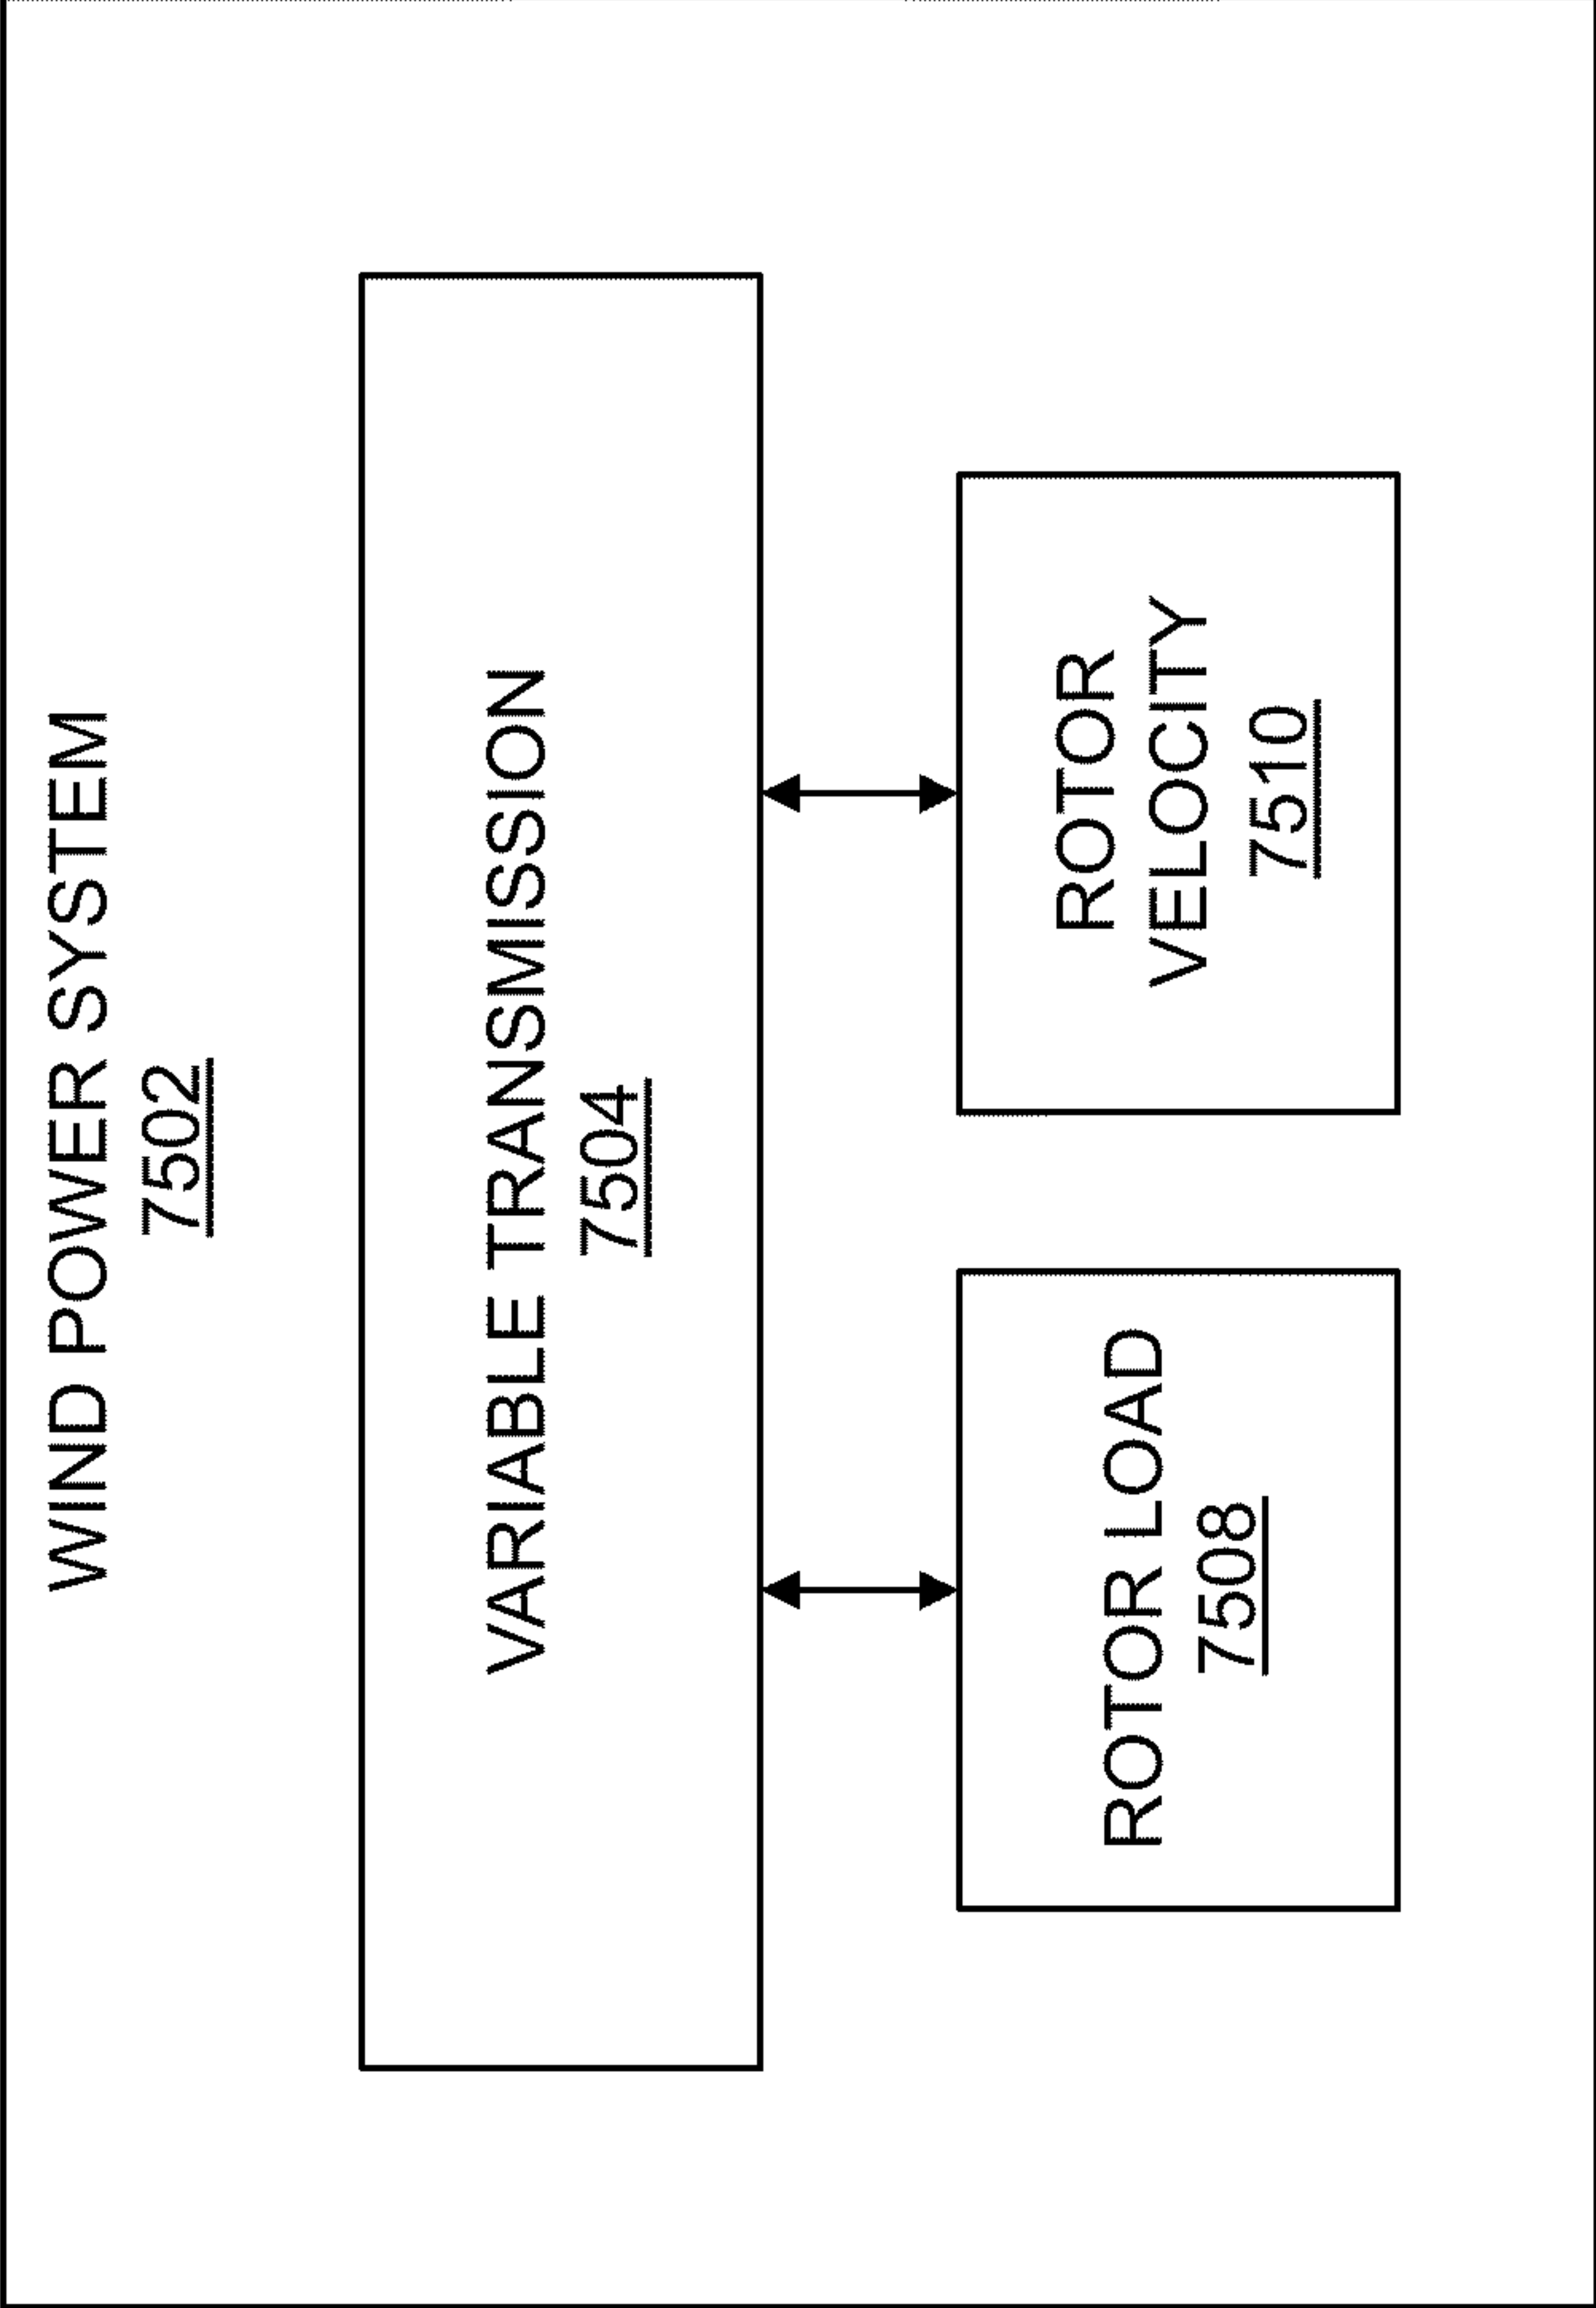 WIND POWER SYSTEM
7502
VARIABLE TRANSMISSION
7504
ROTOR LOAD
7508
ROTOR
VELOCITY
7510